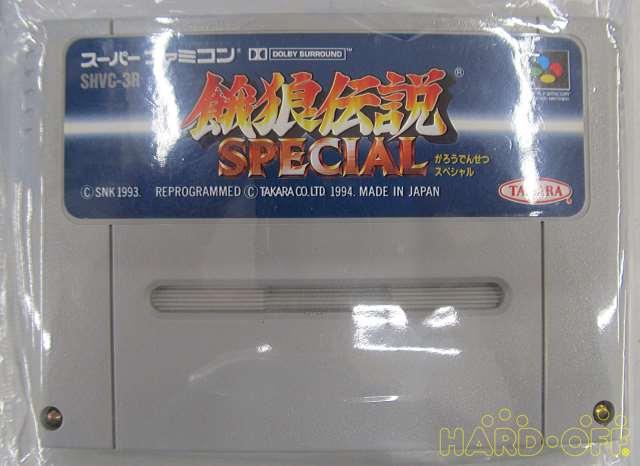 スーパーファミコン® DOLBY SURROUND™
SHVC-3R
餓狼伝説®
SPECIAL
がろうでんせつ
スペシャル
©SNK 1993. REPROGRAMMED ©TAKARA CO.LTD 1994. MADE IN JAPAN
TAKARA®
HARD-OFF